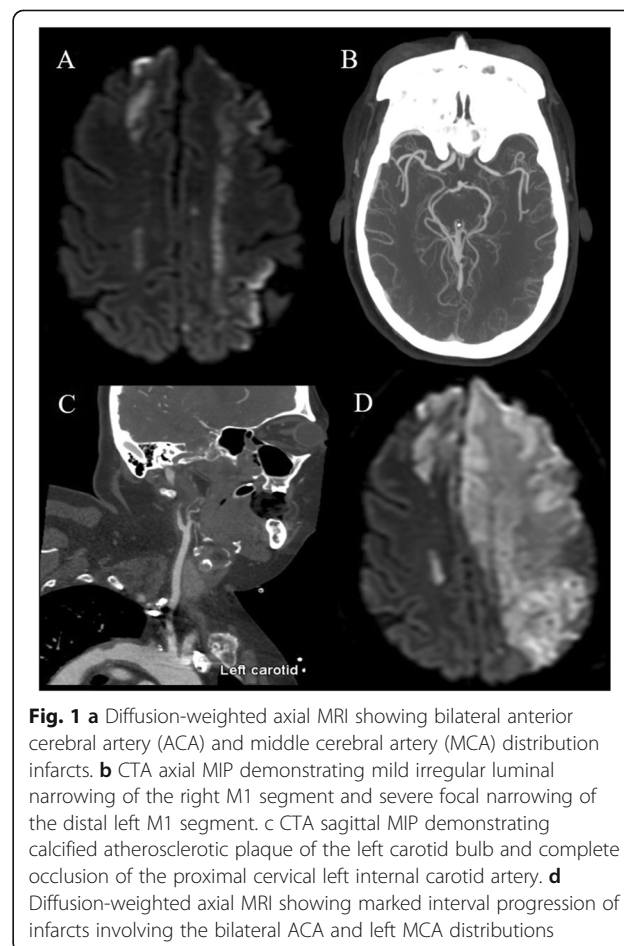 A
B
C
D
Left carotid
Fig. 1 a Diffusion-weighted axial MRI showing bilateral anterior
cerebral artery (ACA) and middle cerebral artery (MCA) distribution
infarcts. b CTA axial MIP demonstrating mild irregular luminal
narrowing of the right M1 segment and severe focal narrowing of
the distal left M1 segment. c CTA sagittal MIP demonstrating
calcified atherosclerotic plaque of the left carotid bulb and complete
occlusion of the proximal cervical left internal carotid artery. d
Diffusion-weighted axial MRI showing marked interval progression of
infarcts involving the bilateral ACA and left MCA distributions